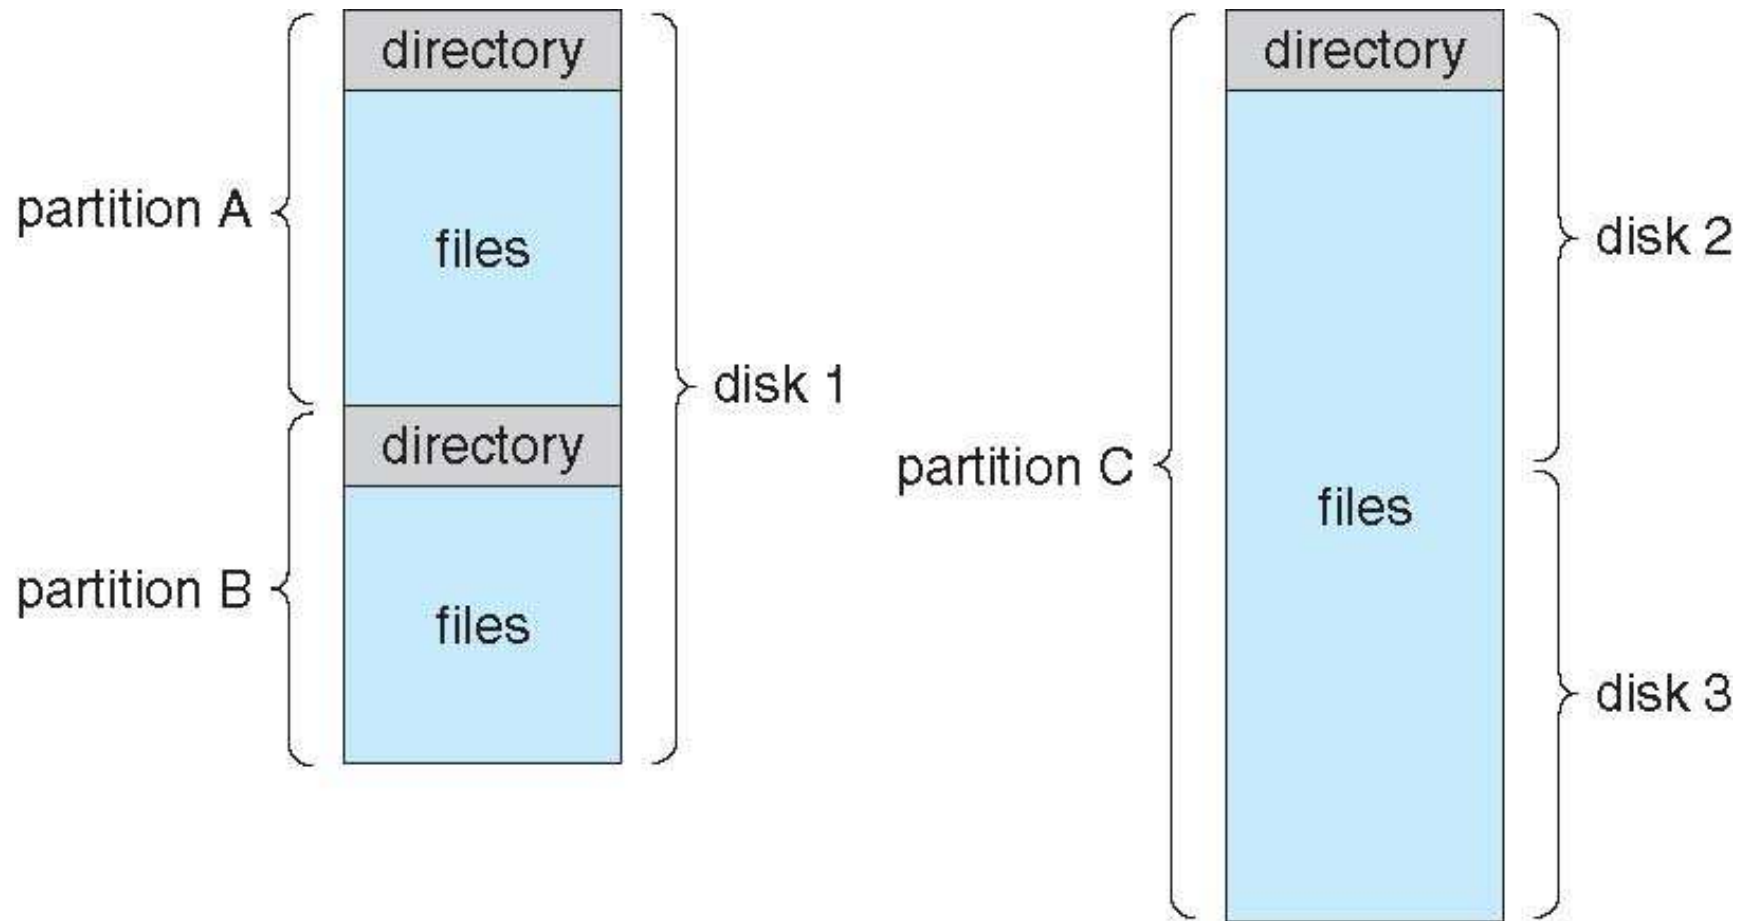 directory
partition A
files
disk 1
directory
partition B
files
directory
disk 2
partition C
files
disk 3